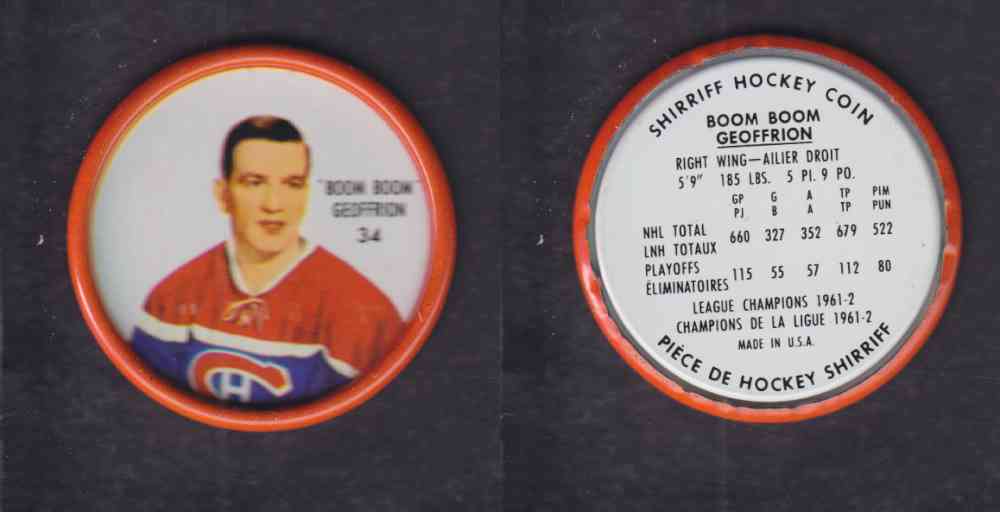 "BOOM BOOM"
GEOFFRION
34
SHIRRIFF HOCKEY COIN
BOOM BOOM
GEOFFRION
RIGHT WING—AILIER DROIT
5'9" 185 LBS. 5 PI. 9 PO.
GP G A TP PIM
PJ B A TP PUN
NHL TOTAL
LNH TOTAUX 660 327 352 679 522
PLAYOFFS
ÉLIMINATOIRES 115 55 57 112 80
LEAGUE CHAMPIONS 1961-2
CHAMPIONS DE LA LIGUE 1961-2
MADE IN U.S.A.
PIÈCE DE HOCKEY SHIRRIFF